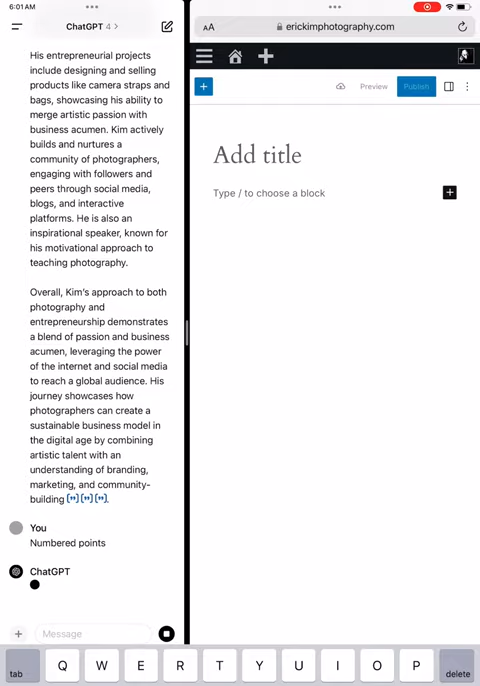 6:01 AM
ChatGPT 4 >
His entrepreneurial projects
include designing and selling
products like camera straps and
bags, showcasing his ability to
merge artistic passion with
business acumen. Kim actively
builds and nurtures a
community of photographers,
engaging with followers and
peers through social media,
blogs, and interactive
platforms. He is also an
inspirational speaker, known for
his motivational approach to
teaching photography.
Overall, Kim's approach to both
photography and
entrepreneurship demonstrates
a blend of passion and business
acumen, leveraging the power
of the internet and social media
to reach a global audience. His
journey showcases how
photographers can create a
sustainable business model in
the digital age by combining
artistic talent with an
understanding of branding,
marketing, and community-
building [”] [”] [”].
You
Numbered points
ChatGPT
Message
AA
erickimphotography.com
Preview
Publish
Add title
Type / to choose a block
tab
Q W E R T Y U I O P
delete